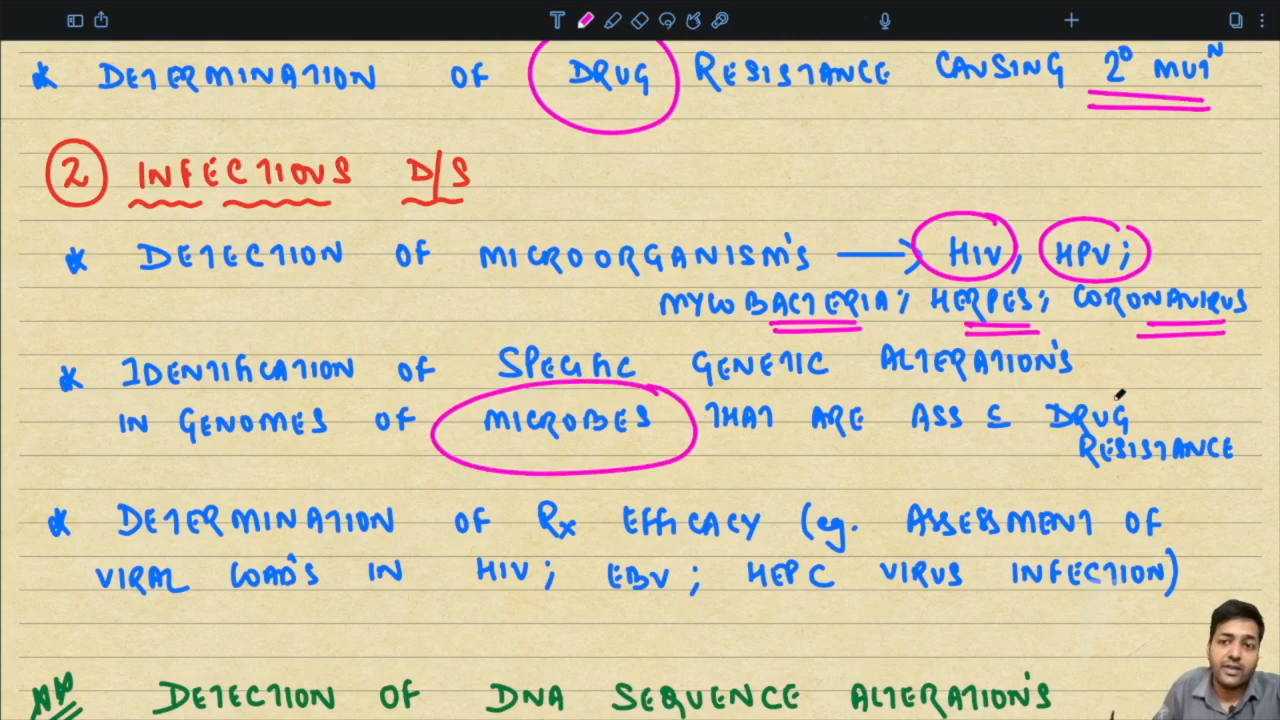 * DETERMINATION OF DRUG RESISTANCE CAUSING 2° MUTᴺ
② INFECTIOUS D/S
* DETECTION OF MICROORGANISM'S → HIV, HPV;
MYCOBACTERIA; HERPES; CORONAVIRUS
* IDENTIFICATION OF SPECIFIC GENETIC ALTERATION'S
IN GENOMES OF MICROBES THAT ARE ASS c̄ DRUG
RESISTANCE
* DETERMINATION OF Rx EFFICACY (eg. ASSESSMENT OF
VIRAL LOAD'S IN HIV; EBV; HEP C VIRUS INFECTION)
** DETECTION OF DNA SEQUENCE ALTERATION'S